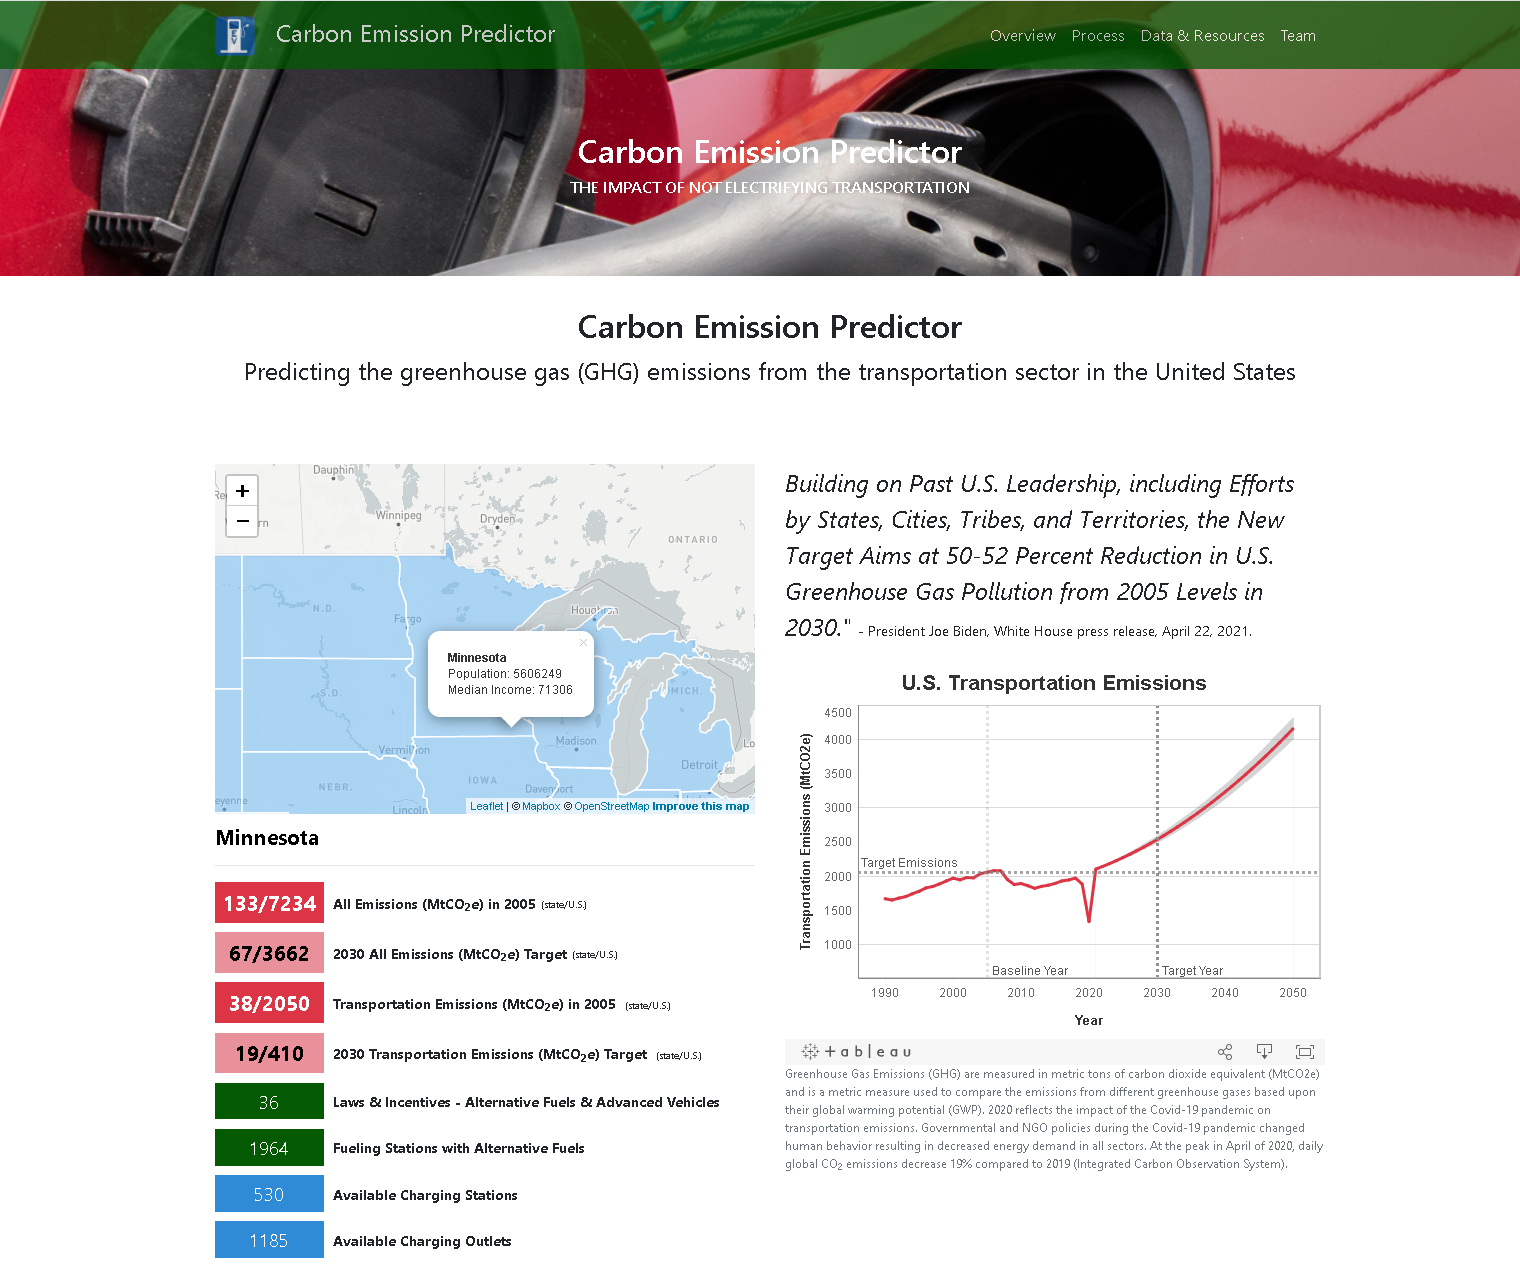 EV
Carbon Emission Predictor
Overview Process Data & Resources Team
Carbon Emission Predictor
THE IMPACT OF NOT ELECTRIFYING TRANSPORTATION
Carbon Emission Predictor
Predicting the greenhouse gas (GHG) emissions from the transportation sector in the United States
+
−
Dauphin
Winnipeg
Dryden
ONTARIO
N.D.
Fargo
Houghton
×
Minnesota
Population: 5606249
Median Income: 71306
S.D.
MICH.
Vermillion
Madison
IOWA
Detroit
NEBR.
Davenport
Lincoln
Leaflet | © Mapbox © OpenStreetMap Improve this map
Minnesota
133/7234 All Emissions (MtCO2e) in 2005 (state/U.S.)
67/3662 2030 All Emissions (MtCO2e) Target (state/U.S.)
38/2050 Transportation Emissions (MtCO2e) in 2005 (state/U.S.)
19/410 2030 Transportation Emissions (MtCO2e) Target (state/U.S.)
36 Laws & Incentives - Alternative Fuels & Advanced Vehicles
1964 Fueling Stations with Alternative Fuels
530 Available Charging Stations
1185 Available Charging Outlets
Building on Past U.S. Leadership, including Efforts
by States, Cities, Tribes, and Territories, the New
Target Aims at 50-52 Percent Reduction in U.S.
Greenhouse Gas Pollution from 2005 Levels in
2030." - President Joe Biden, White House press release, April 22, 2021.
U.S. Transportation Emissions
Transportation Emissions (MtCO2e)
4500
4000
3500
3000
2500
2000
1500
1000
Target Emissions
Baseline Year
Target Year
1990 2000 2010 2020 2030 2040 2050
Year
+ableau
Greenhouse Gas Emissions (GHG) are measured in metric tons of carbon dioxide equivalent (MtCO2e)
and is a metric measure used to compare the emissions from different greenhouse gases based upon
their global warming potential (GWP). 2020 reflects the impact of the Covid-19 pandemic on
transportation emissions. Governmental and NGO policies during the Covid-19 pandemic changed
human behavior resulting in decreased energy demand in all sectors. At the peak in April of 2020, daily
global CO2 emissions decrease 19% compared to 2019 (Integrated Carbon Observation System).